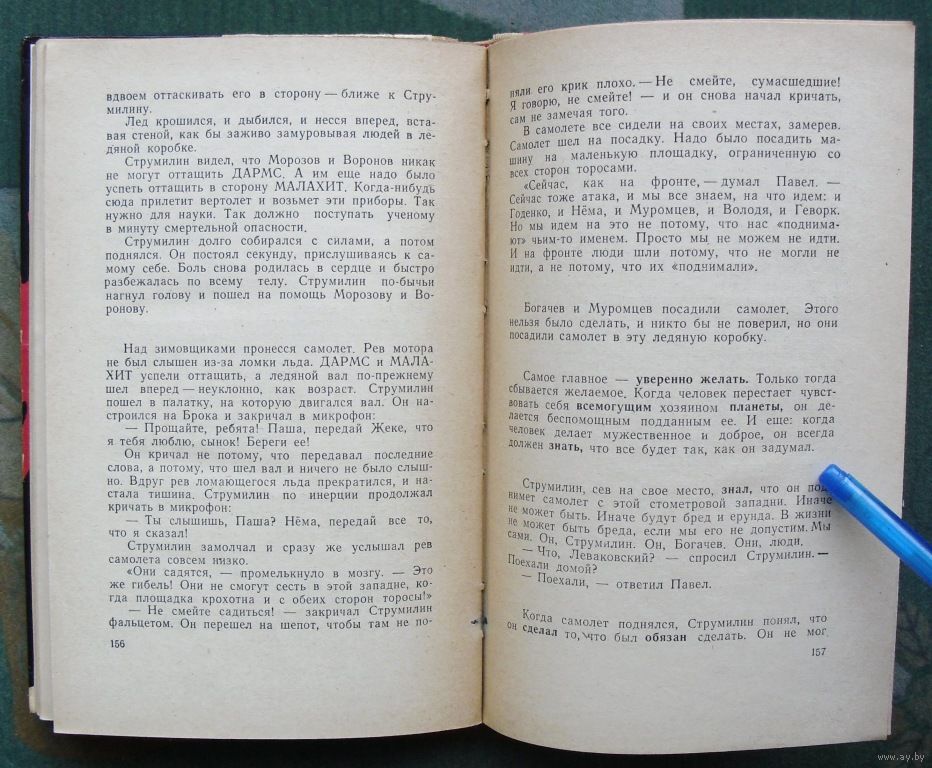 вдвоем оттаскивать его в сторону — ближе к Стру-
милину.
Лед крошился, и дыбился, и несся вперед, вста-
вая стеной, как бы заживо замуровывая людей в ле-
дяной коробке.
Струмилин видел, что Морозов и Воронов никак
не могут оттащить ДАРМС. А им еще надо было
успеть оттащить в сторону МАЛАХИТ. Когда-нибудь
сюда прилетит вертолет и возьмет эти приборы. Так
нужно для науки. Так должно поступать ученому
в минуту смертельной опасности.
Струмилин долго собирался с силами, а потом
поднялся. Он постоял секунду, прислушиваясь к са-
мому себе. Боль снова родилась в сердце и быстро
разбежалась по всему телу. Струмилин по-бычьи
нагнул голову и пошел на помощь Морозову и Во-
ронову.
Над зимовщиками пронесся самолет. Рев мотора
не был слышен из-за ломки льда. ДАРМС и МАЛА-
ХИТ успели оттащить, а ледяной вал по-прежнему
шел вперед — неуклонно, как возраст. Струмилин
пошел в палатку, на которую двигался вал. Он на-
строился на Брока и закричал в микрофон:
— Прощайте, ребята! Паша, передай Жеке, что
я тебя люблю, сынок! Береги ее!
Он кричал не потому, что передавал последние
слова, а потому, что шел вал и ничего не было слыш-
но. Вдруг рев ломающегося льда прекратился, и на-
стала тишина. Струмилин по инерции продолжал
кричать в микрофон:
— Ты слышишь, Паша? Нёма, передай все то,
что я сказал!
Струмилин замолчал и сразу же услышал рев
самолета совсем низко.
«Они садятся, — промелькнуло в мозгу. — Это
же гибель! Они не смогут сесть в этой западне, ко-
гда площадка крохотна и с обеих сторон торосы!»
— Не смейте садиться! — закричал Струмилин
фальцетом. Он перешел на шепот, чтобы там не по-
156
няли его крик плохо. — Не смейте, сумасшедшие!
Я говорю, не смейте! — и он снова начал кричать,
сам не замечая того.
В самолете все сидели на своих местах, замерев.
Самолет шел на посадку. Надо было посадить ма-
шину на маленькую площадку, ограниченную со
всех сторон торосами.
«Сейчас, как на фронте, — думал Павел. —
Сейчас тоже атака, и мы все знаем, на что идем: и
Годенко, и Нёма, и Муромцев, и Володя, и Геворк.
Но мы идем на это не потому, что нас «поднима-
ют» чьим-то именем. Просто мы не можем не идти.
И на фронте люди шли потому, что не могли не
идти, а не потому, что их «поднимали».
Богачев и Муромцев посадили самолет. Этого
нельзя было сделать, и никто бы не поверил, но они
посадили самолет в эту ледяную коробку.
Самое главное — уверенно желать. Только тогда
сбывается желаемое. Когда человек перестает чувст-
вовать себя всемогущим хозяином планеты, он де-
лается беспомощным подданным ее. И еще: когда
человек делает мужественное и доброе, он всегда
должен знать, что все будет так, как он задумал.
Струмилин, сев на свое место, знал, что он под-
нимет самолет с этой стометровой западни. Иначе
не может быть. Иначе будут бред и ерунда. В жизни
не может быть бреда, если мы его не допустим. Мы
сами. Он, Струмилин. Он, Богачев. Они, люди.
— Что, Леваковский? — спросил Струмилин. —
Поехали домой?
— Поехали, — ответил Павел.
Когда самолет поднялся, Струмилин понял, что
он сделал то, что был обязан сделать. Он не мог
157
www.ay.by